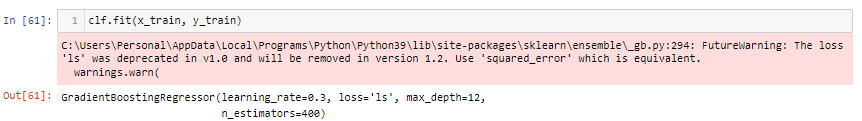 In [61]: 1 clf.fit(x_train, y_train)
C:\Users\Personal\AppData\Local\Programs\Python\Python39\lib\site-packages\sklearn\ensemble\_gb.py:294: FutureWarning: The loss
'ls' was deprecated in v1.0 and will be removed in version 1.2. Use 'squared_error' which is equivalent.
warnings.warn(
Out[61]: GradientBoostingRegressor(learning_rate=0.3, loss='ls', max_depth=12,
n_estimators=400)